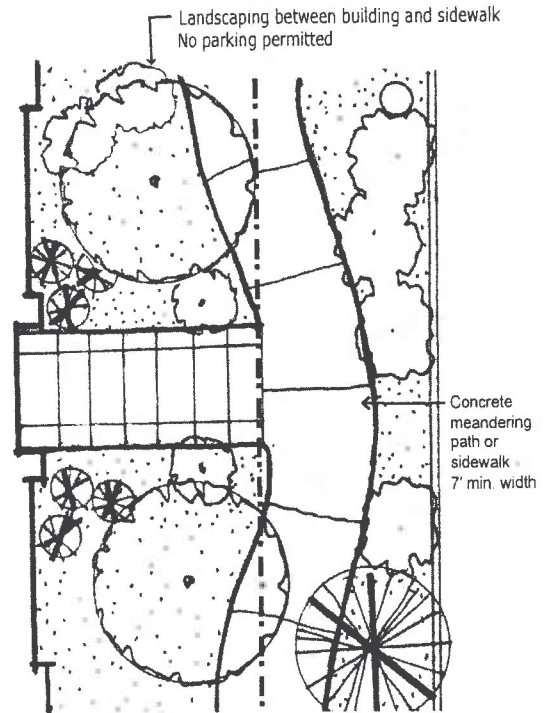 Landscaping between building and sidewalk
No parking permitted
Concrete
meandering
path or
sidewalk
7' min. width